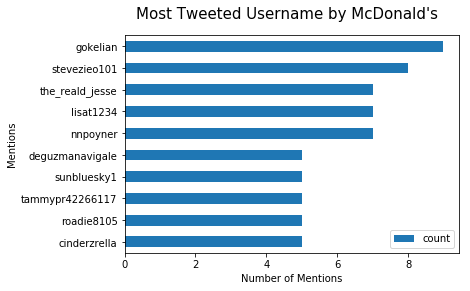 Most Tweeted Username by McDonald's
gokelian
stevezieo101
the_reald_jesse
lisat1234
nnpoyner
deguzmanavigale
sunbluesky1
tammypr42266117
roadie8105
cinderzrella
Mentions
count
0 2 4 6 8
Number of Mentions